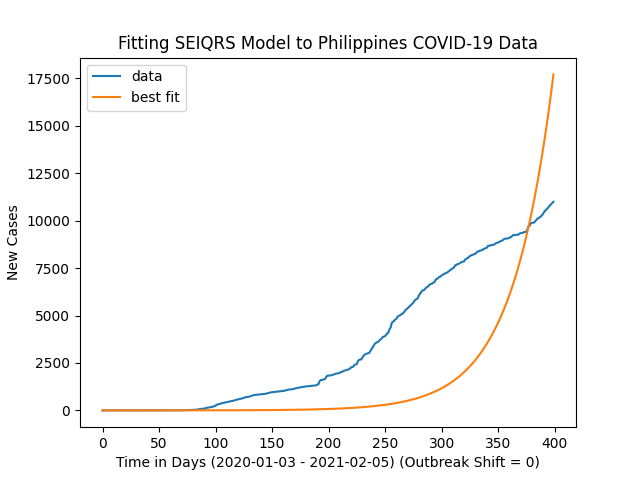 Fitting SEIQRS Model to Philippines COVID-19 Data
data
best fit
17500
15000
12500
10000
7500
5000
2500
0
New Cases
0 50 100 150 200 250 300 350 400
Time in Days (2020-01-03 - 2021-02-05) (Outbreak Shift = 0)